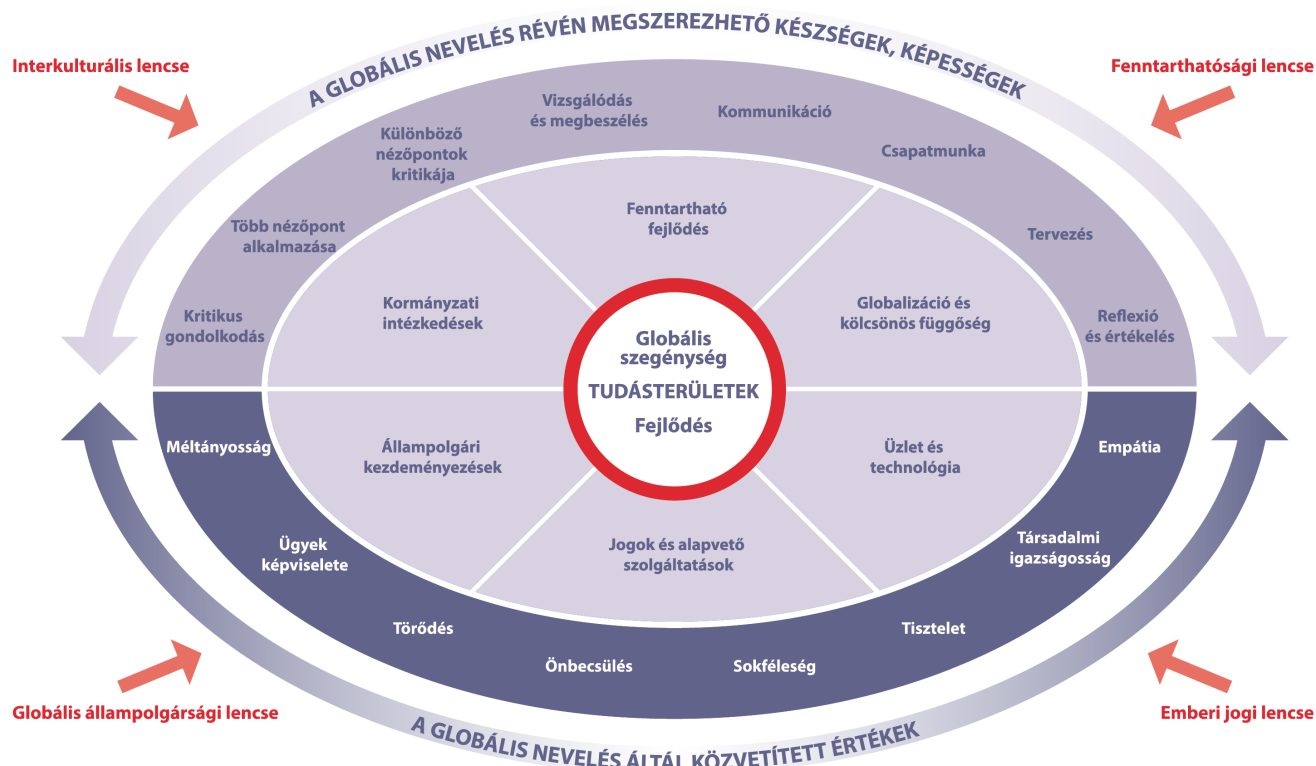 A GLOBÁLIS NEVELÉS RÉVÉN MEGSZEREZHETŐ KÉSZSÉGEK, KÉPESSÉGEK
Interkulturális lencse
Fenntarthatósági lencse
Vizsgálódás
és megbeszélés
Kommunikáció
Különböző
nézőpontok
kritikája
Csapatmunka
Több nézőpont
alkalmazása
Tervezés
Kritikus
gondolkodás
Reflexió
és értékelés
Fenntartható
fejlődés
Kormányzati
intézkedések
Globalizáció és
kölcsönös függőség
Globális
szegénység
TUDÁSTERÜLETEK
Fejlődés
Állampolgári
kezdeményezések
Üzlet és
technológia
Jogok és alapvető
szolgáltatások
Méltányosság
Empátia
Ügyek
képviselete
Társadalmi
igazságosság
Törődés
Tisztelet
Önbecsülés
Sokféleség
Globális állampolgársági lencse
Emberi jogi lencse
A GLOBÁLIS NEVELÉS ÁLTÁL KÖZVETÍTETT ÉRTÉKEK